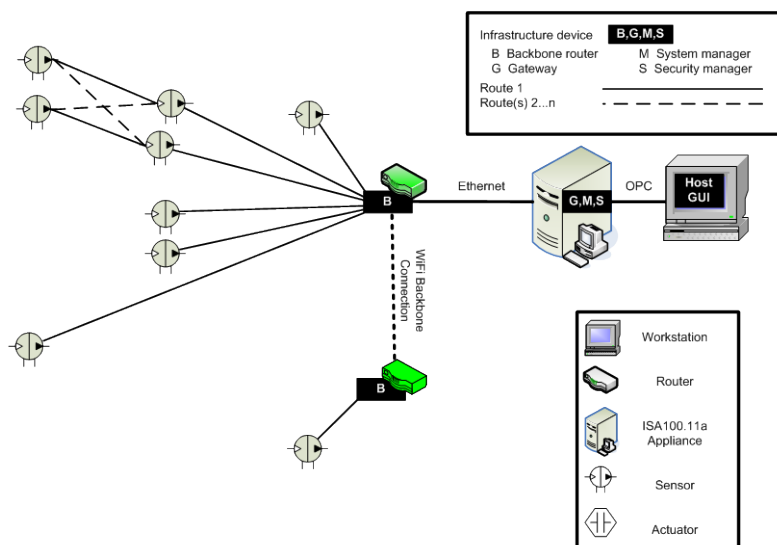 Infrastructure device B,G,M,S
B Backbone router M System manager
G Gateway S Security manager
Route 1
Route(s) 2...n
B
Ethernet
G,M,S
OPC
Host
GUI
WiFi Backbone
Connection
B
Workstation
Router
ISA100.11a
Appliance
Sensor
Actuator